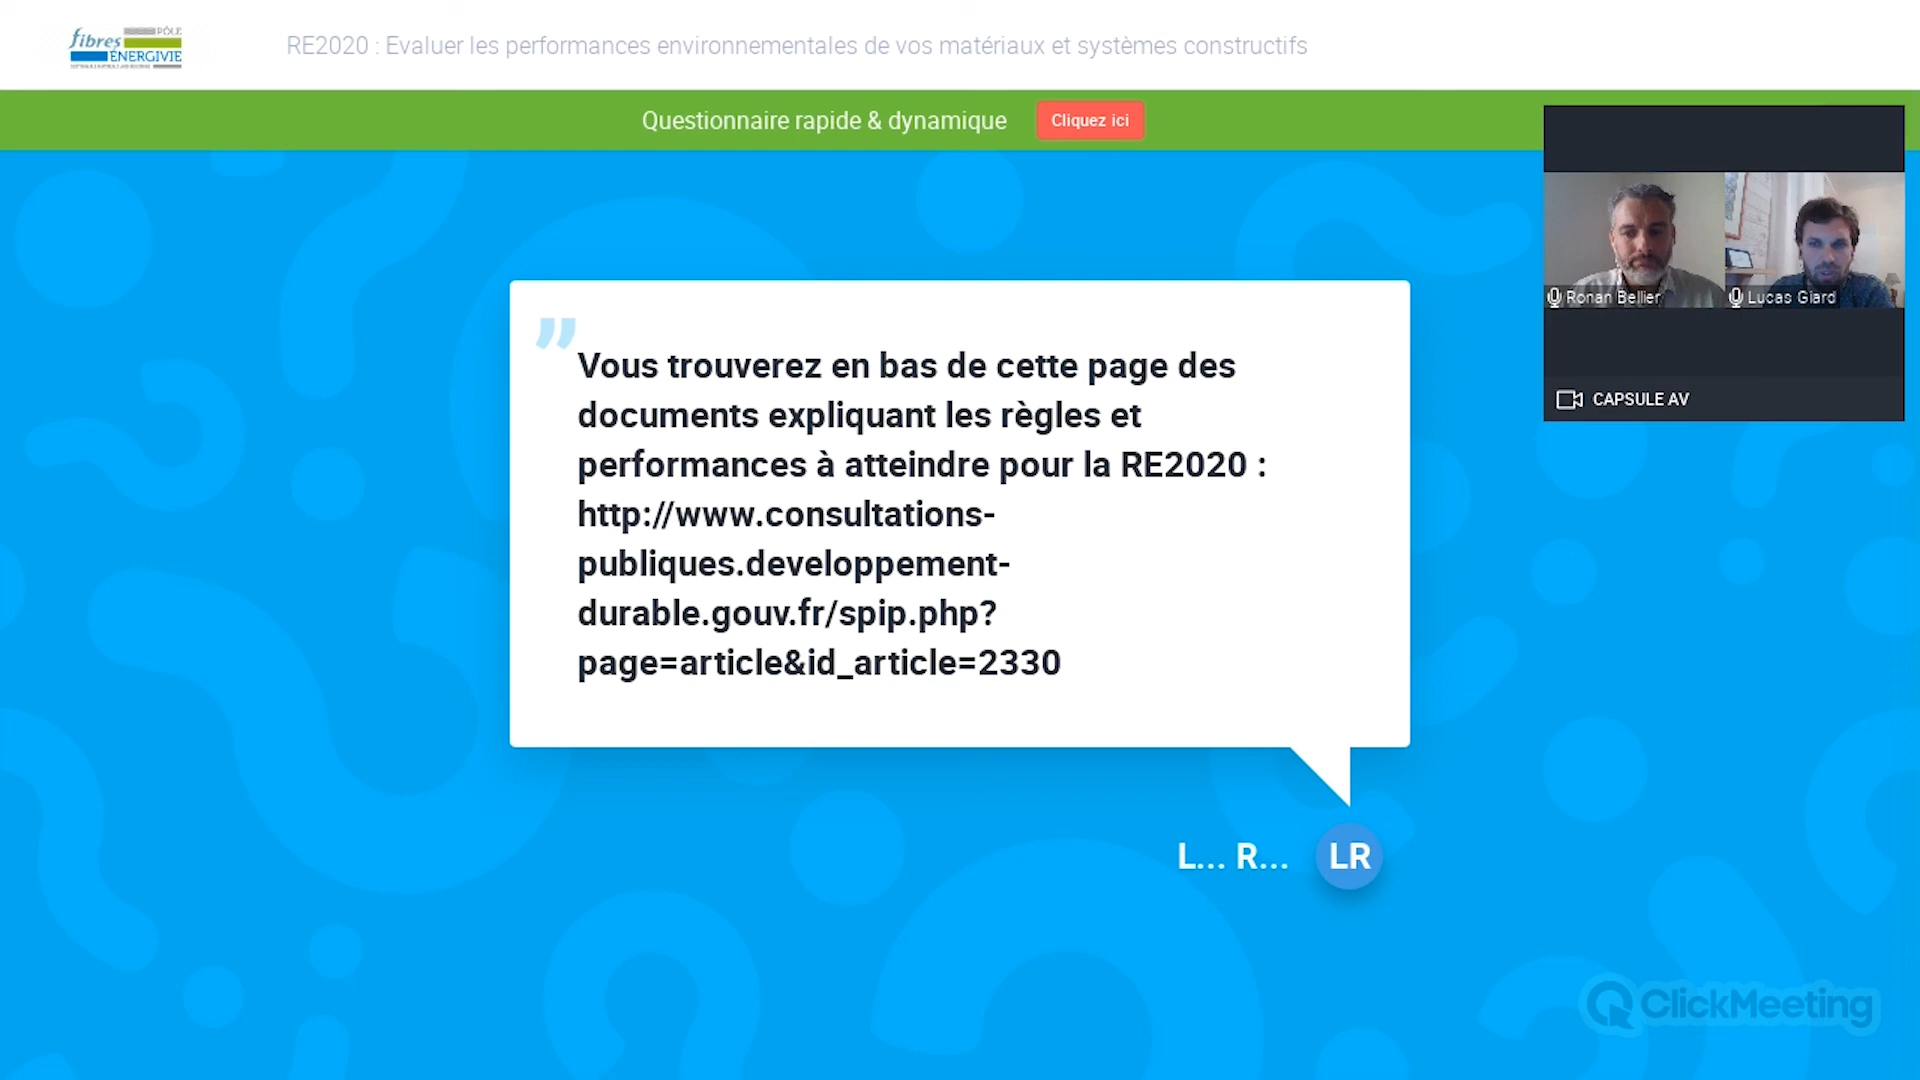 fibres
PÔLE
ÉNERGIVIE
RE2020 : Evaluer les performances environnementales de vos matériaux et systèmes constructifs
Questionnaire rapide & dynamique
Cliquez ici
Ronan Bellier
Lucas Giard
CAPSULE AV
"
Vous trouverez en bas de cette page des
documents expliquant les règles et
performances à atteindre pour la RE2020 :
http://www.consultations-
publiques.developpement-
durable.gouv.fr/spip.php?
page=article&id_article=2330
L... R...
LR
ClickMeeting